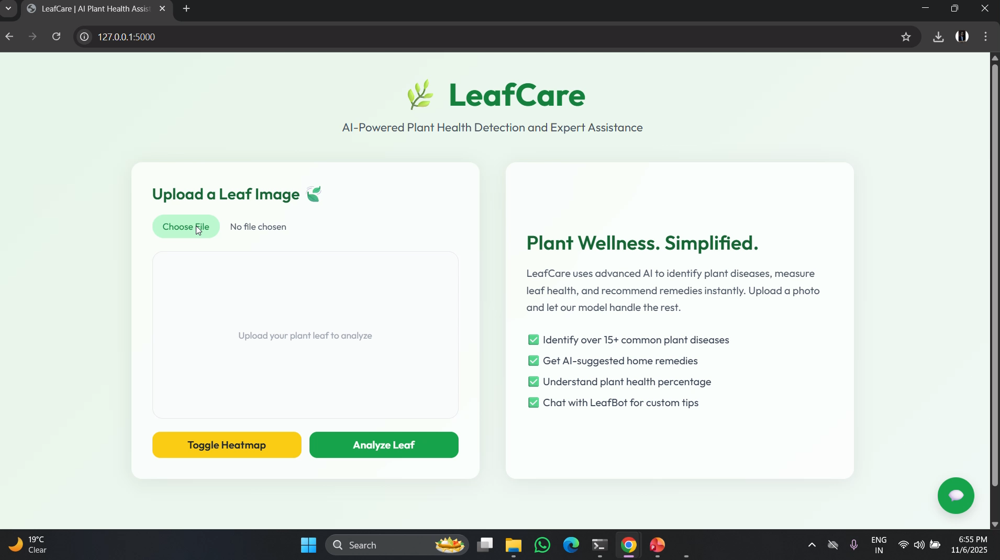 LeafCare | AI Plant Health Assis
127.0.0.1:5000
LeafCare
AI-Powered Plant Health Detection and Expert Assistance
Upload a Leaf Image
Choose File
No file chosen
Upload your plant leaf to analyze
Toggle Heatmap
Analyze Leaf
Plant Wellness. Simplified.
LeafCare uses advanced AI to identify plant diseases, measure
leaf health, and recommend remedies instantly. Upload a photo
and let our model handle the rest.
Identify over 15+ common plant diseases
Get AI-suggested home remedies
Understand plant health percentage
Chat with LeafBot for custom tips
19°C
Clear
Search
ENG
IN
6:55 PM
11/6/2025